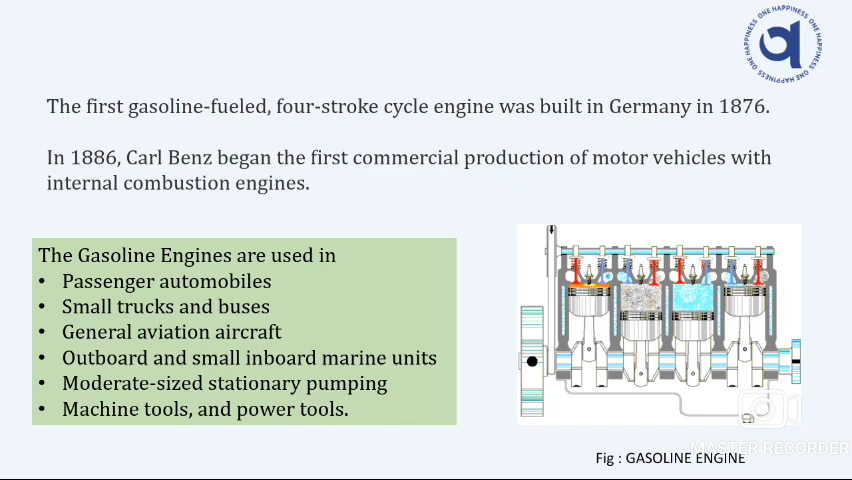 ONE HAPPINESS ONE HAPPINESS ONE HAPPINESS ONE HAPPINESS
The first gasoline-fueled, four-stroke cycle engine was built in Germany in 1876.
In 1886, Carl Benz began the first commercial production of motor vehicles with
internal combustion engines.
The Gasoline Engines are used in
• Passenger automobiles
• Small trucks and buses
• General aviation aircraft
• Outboard and small inboard marine units
• Moderate-sized stationary pumping
• Machine tools, and power tools.
MASTER RECORDER
Fig : GASOLINE ENGINE